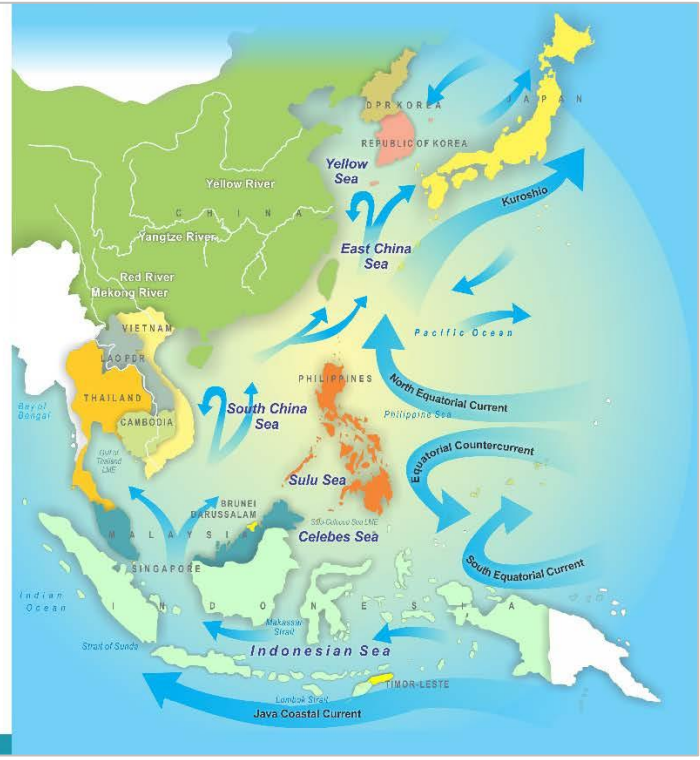 DPR KOREA
JAPAN
REPUBLIC OF KOREA
Yellow
Sea
Yellow River
Kuroshio
CHINA
Yangtze River
East China
Sea
Red River
Mekong River
VIETNAM
Pacific Ocean
LAO PDR
PHILIPPINES
THAILAND
North Equatorial Current
Bay of
Bengal
South China
Sea
Philippine Sea
CAMBODIA
Equatorial Countercurrent
Gulf of
Thailand
LME
Sulu Sea
BRUNEI
DARUSSALAM
Sulu-Celebes Sea LME
MALAYSIA
Celebes Sea
SINGAPORE
South Equatorial Current
Indian
Ocean
INDONESIA
Makassar
Strait
Strait of Sunda
Indonesian Sea
TIMOR-LESTE
Lombok Strait
Java Coastal Current